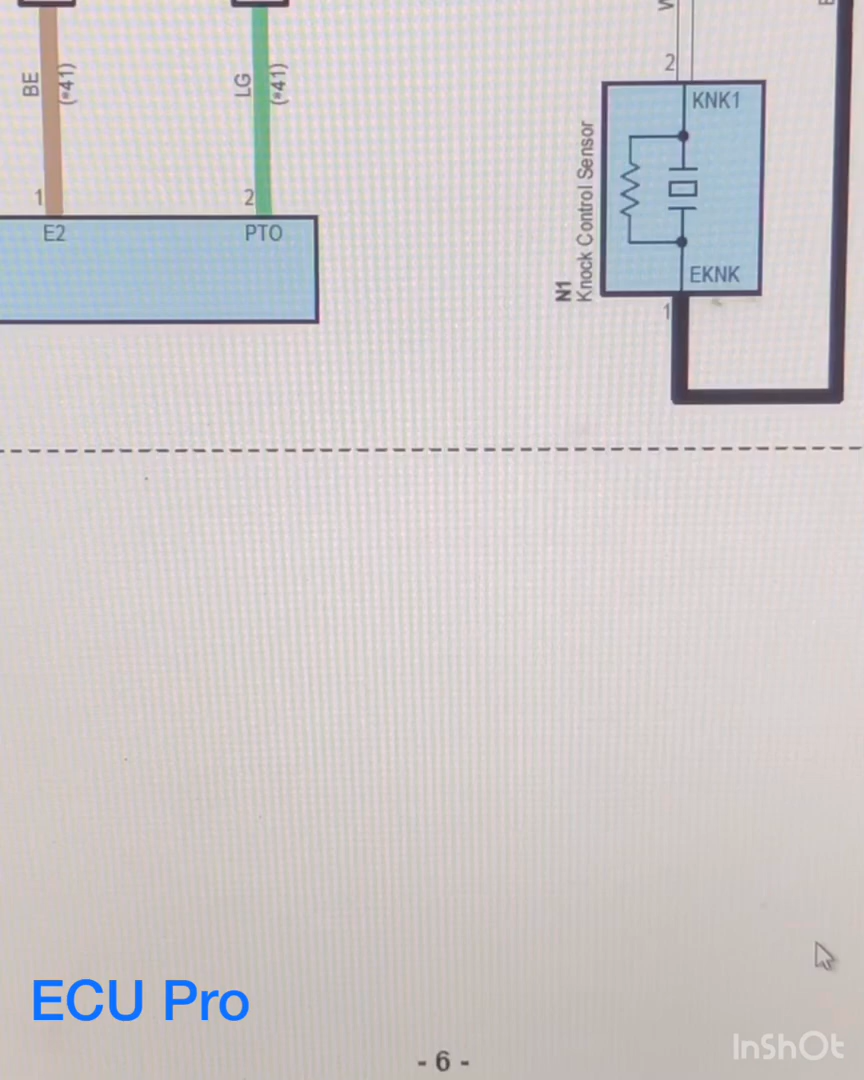 BE
(*41)
LG
(*41)
2
KNK1
1
2
E2
PTO
N1
Knock Control Sensor
EKNK
1
ECU Pro
InShOt
- 6 -